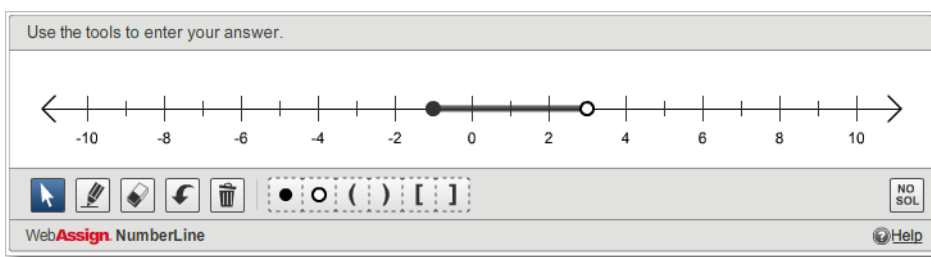 Use the tools to enter your answer.
-10 -8 -6 -4 -2 0 2 4 6 8 10
( ) [ ]
NO
SOL
WebAssign. NumberLine
? Help